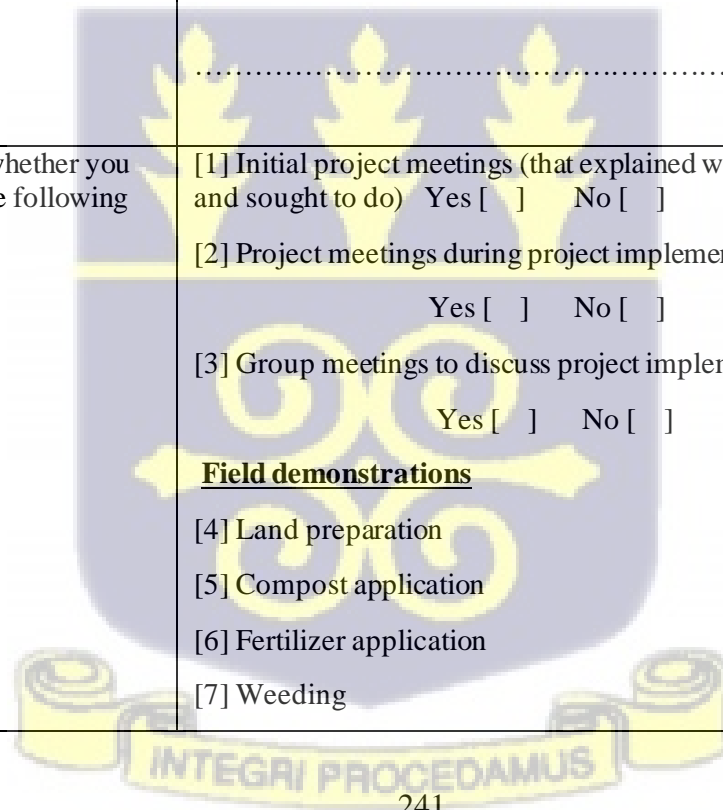 ……………………………………………
whether you
following
[1] Initial project meetings (that explained
and sought to do) Yes [ ] No [ ]
[2] Project meetings during project
Yes [ ] No [ ]
[3] Group meetings to discuss project
Yes [ ] No [ ]
Field demonstrations
[4] Land preparation
[5] Compost application
[6] Fertilizer application
[7] Weeding
INTEGRI PROCEDAMUS
241